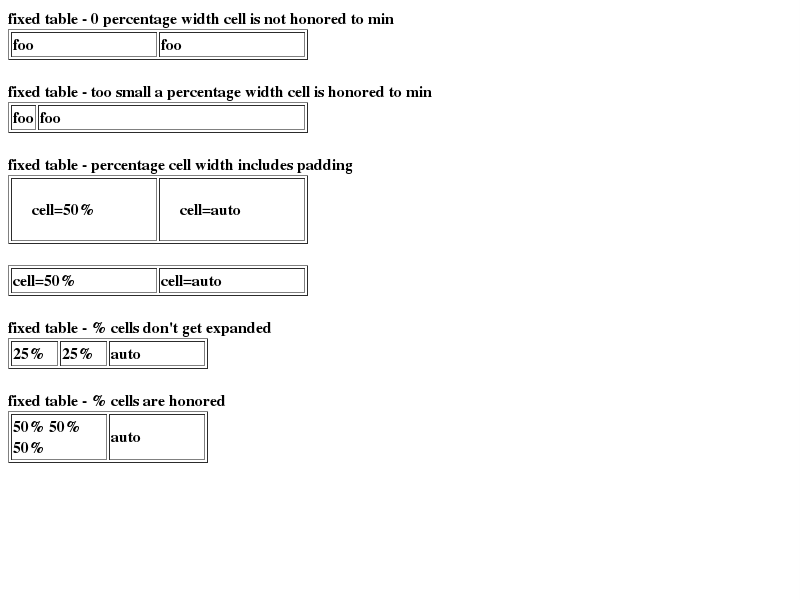 fixed table - 0 percentage width cell is not honored to min
foo foo
fixed table - too small a percentage width cell is honored to min
foo foo
fixed table - percentage cell width includes padding
cell=50% cell=auto
cell=50% cell=auto
fixed table - % cells don't get expanded
25% 25% auto
fixed table - % cells are honored
50% 50%
50%
auto